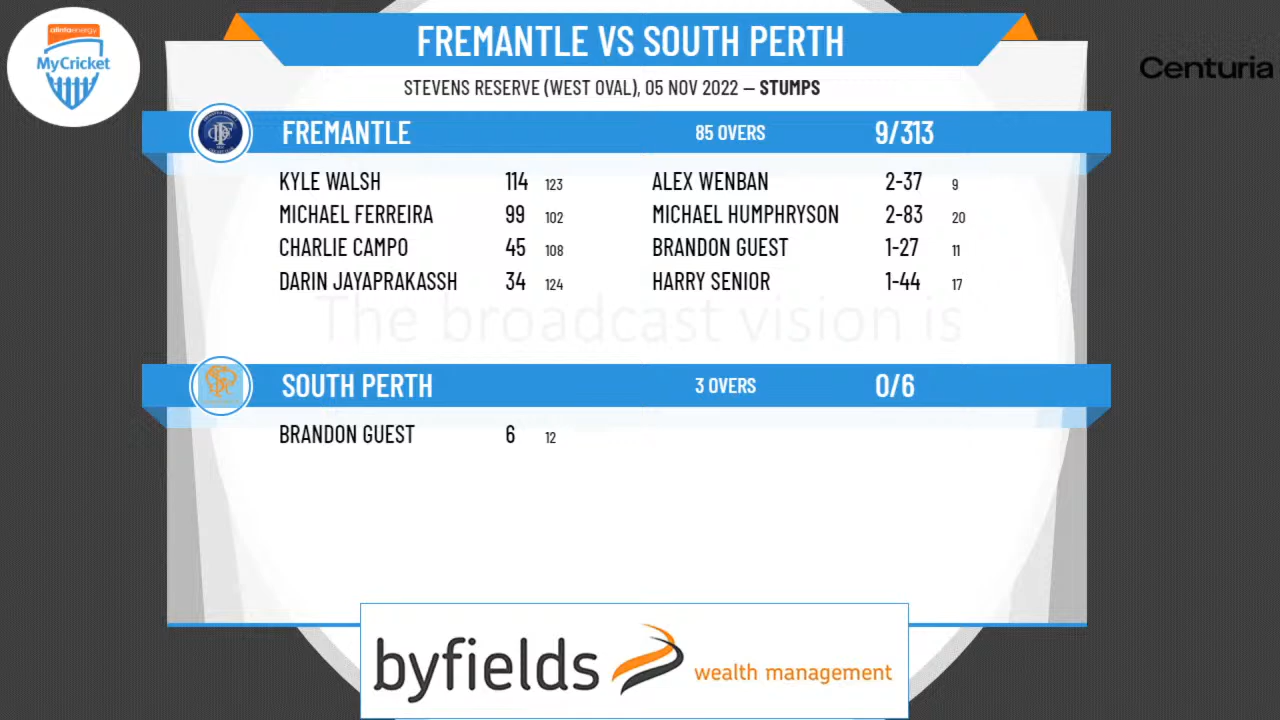 alintaenergy
MyCricket
FREMANTLE VS SOUTH PERTH
Centuria
STEVENS RESERVE (WEST OVAL), 05 NOV 2022 – STUMPS
FREMANTLE 85 OVERS 9/313
KYLE WALSH 114 123 ALEX WENBAN 2-37 9
MICHAEL FERREIRA 99 102 MICHAEL HUMPHRYSON 2-83 20
CHARLIE CAMPO 45 108 BRANDON GUEST 1-27 11
DARIN JAYAPRAKASSH 34 124 HARRY SENIOR 1-44 17
The broadcast vision is
SOUTH PERTH 3 OVERS 0/6
BRANDON GUEST 6 12
byfields wealth management